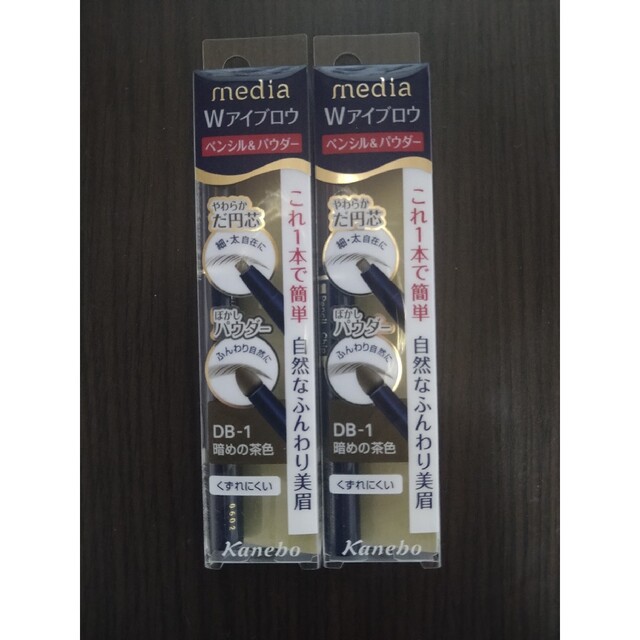 media
Wアイブロウ
ペンシル&パウダー
やわらか
だ円芯
細・太自在に
ぼかし
パウダー
ふんわり自然に
DB-1
暗めの茶色
くずれにくい
これ1本で簡単 自然なふんわり美眉
Kanebo
media
Wアイブロウ
ペンシル&パウダー
やわらか
だ円芯
細・太自在に
ぼかし
パウダー
ふんわり自然に
DB-1
暗めの茶色
くずれにくい
これ1本で簡単 自然なふんわり美眉
Kanebo